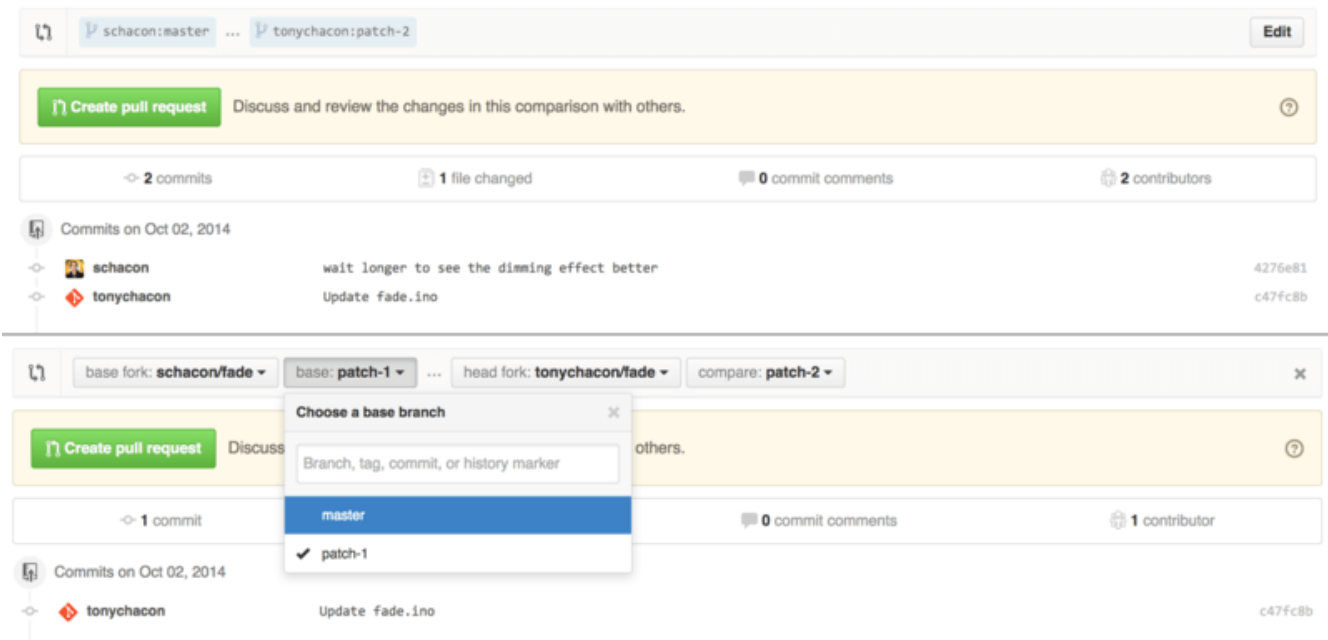 schacon:master ... tonychacon:patch-2 Edit
Create pull request Discuss and review the changes in this comparison with others.
2 commits 1 file changed 0 commit comments 2 contributors
Commits on Oct 02, 2014
schacon wait longer to see the dimming effect better 4276e81
tonychacon Update fade.ino c47fc8b
base fork: schacon/fade base: patch-1 ... head fork: tonychacon/fade compare: patch-2
Choose a base branch
Create pull request Discuss others.
Branch, tag, commit, or history marker
master
1 commit 0 commit comments 1 contributor
patch-1
Commits on Oct 02, 2014
tonychacon Update fade.ino c47fc8b